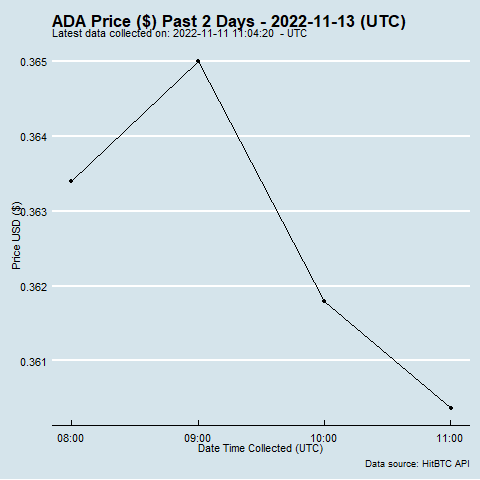 ADA Price ($) Past 2 Days - 2022-11-13 (UTC)
Latest data collected on: 2022-11-11 11:04:20 - UTC
0.365
0.364
0.363
0.362
0.361
Price USD ($)
08:00 09:00 10:00 11:00
Date Time Collected (UTC)
Data source: HitBTC API